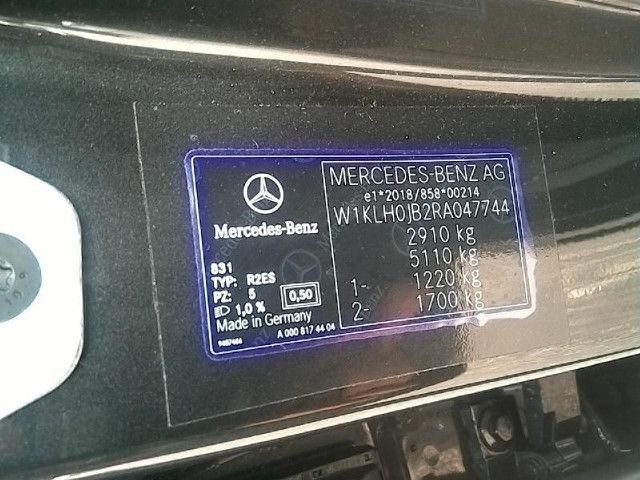 Mercedes-Benz
831
TYP: R2ES
PZ: 5
0,50
1,0 %
Made in Germany
A 000 817 44 04
MERCEDES-BENZ AG
e1*2018/858*00214
W1KLH0JB2RA047744
2910 kg
5110 kg
1- 1220 kg
2- 1700 kg